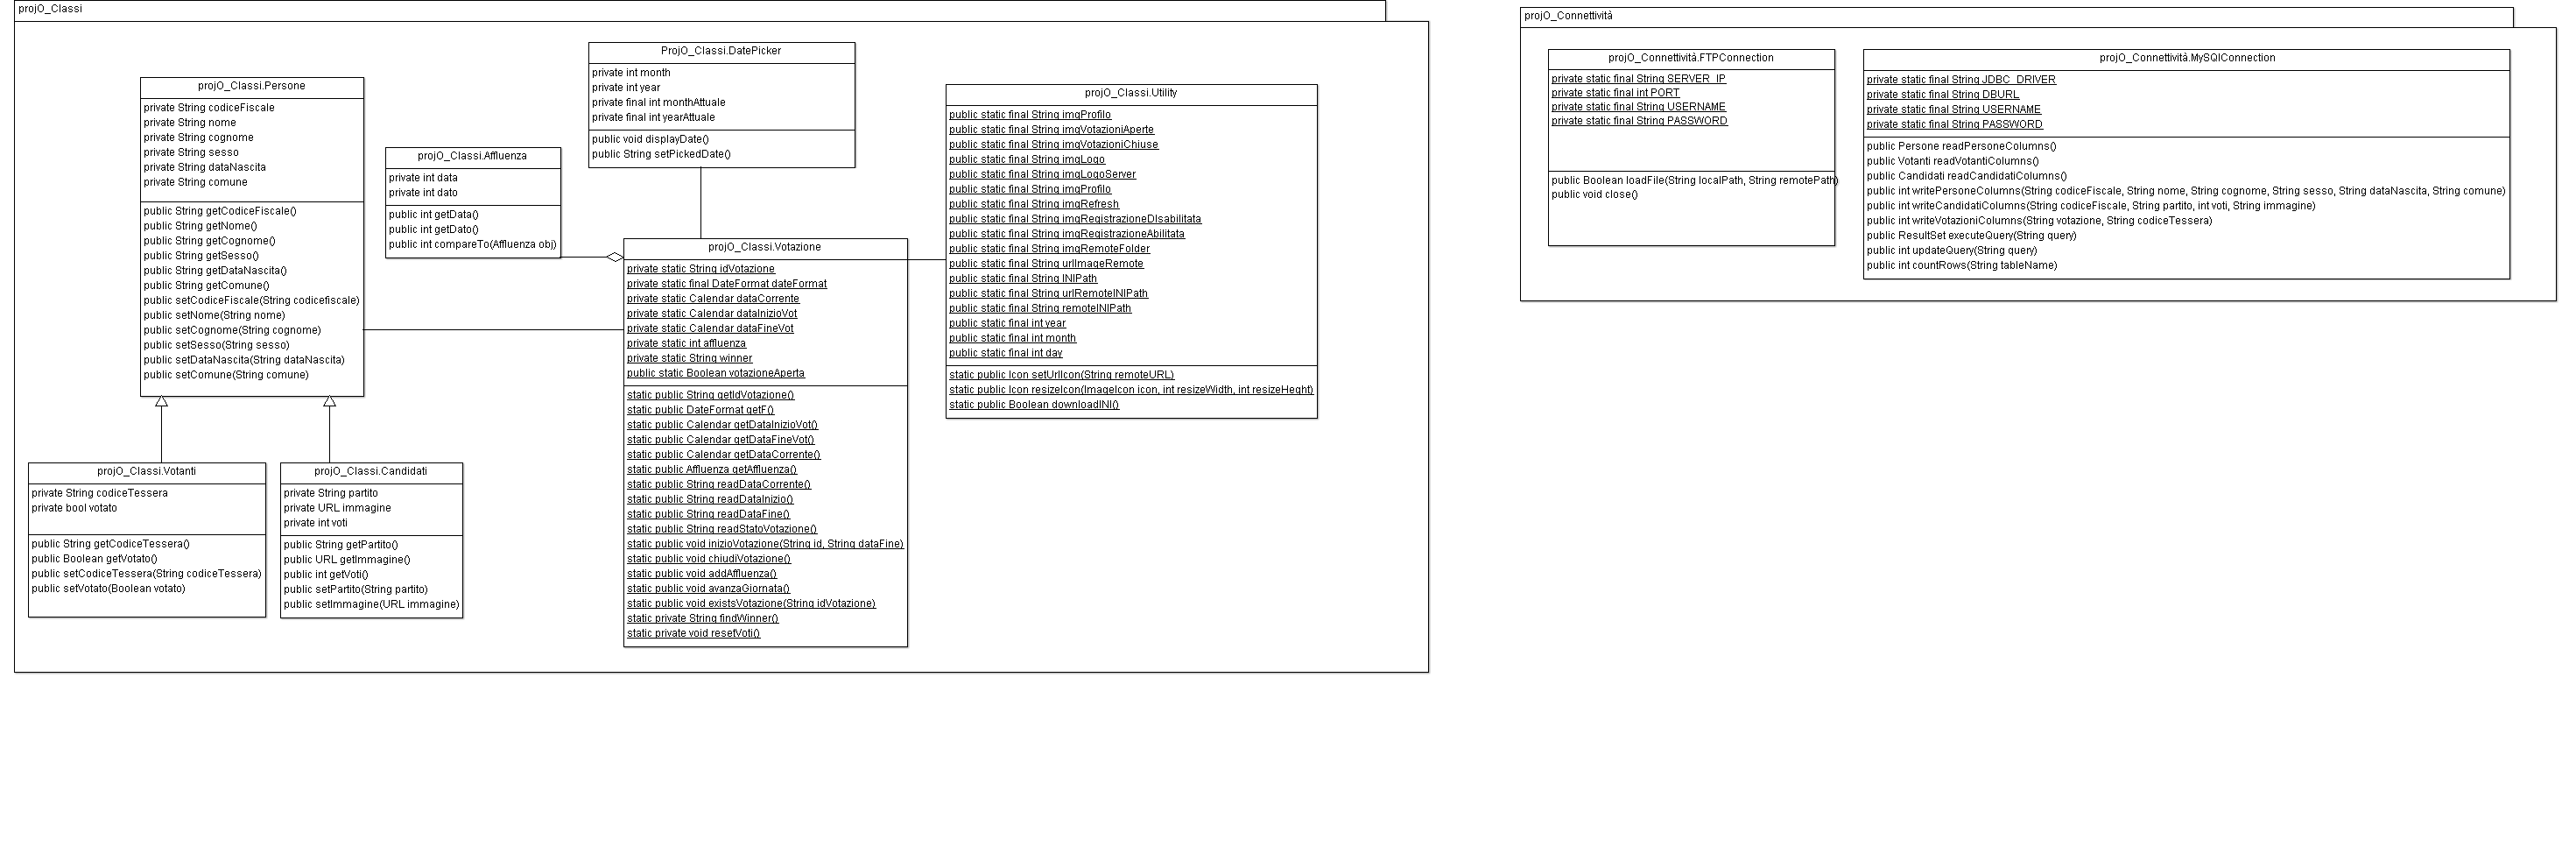 projO_Classi
ProjO_Classi.DatePicker
private int month
private int year
private final int monthAttuale
private final int yearAttuale
public void displayDate()
public String setPickedDate()
projO_Classi.Persone
private String codiceFiscale
private String nome
private String cognome
private String sesso
private String dataNascita
private String comune
public String getCodiceFiscale()
public String getNome()
public String getCognome()
public String getSesso()
public String getDataNascita()
public String getComune()
public setCodiceFiscale(String codicefiscale)
public setNome(String nome)
public setCognome(String cognome)
public setSesso(String sesso)
public setDataNascita(String dataNascita)
public setComune(String comune)
projO_Classi.Affluenza
private int data
private int dato
public int getData()
public int getDato()
public int compareTo(Affluenza obj)
projO_Classi.Votazione
private static String idVotazione
private static final DateFormat dateFormat
private static Calendar dataCorrente
private static Calendar dataInizioVot
private static Calendar dataFineVot
private static int affluenza
private static String winner
public static Boolean votazioneAperta
static public String getIdVotazione()
static public DateFormat getF()
static public Calendar getDataInizioVot()
static public Calendar getDataFineVot()
static public Calendar getDataCorrente()
static public Affluenza getAffluenza()
static public String readDataCorrente()
static public String readDataInizio()
static public String readDataFine()
static public String readStatoVotazione()
static public void inizioVotazione(String id, String dataFine)
static public void chiudiVotazione()
static public void addAffluenza()
static public void avanzaGiornata()
static public void existsVotazione(String idVotazione)
static private String findWinner()
static private void resetVoti()
projO_Classi.Utility
public static final String imgProfilo
public static final String imgVotazioniAperte
public static final String imgVotazioniChiuse
public static final String imgLogo
public static final String imgLogoServer
public static final String imgProfilo
public static final String imgRefresh
public static final String imgRegistrazioneDIsabilitata
public static final String imgRegistrazioneAbilitata
public static final String imgRemoteFolder
public static final String urlImageRemote
public static final String INIPath
public static final String urlRemoteINIPath
public static final String remoteINIPath
public static final int year
public static final int month
public static final int day
static public Icon setUrlIcon(String remoteURL)
static public Icon resizeIcon(ImageIcon icon, int resizeWidth, int resizeHeght)
static public Boolean downloadINI()
projO_Classi.Votanti
private String codiceTessera
private bool votato
public String getCodiceTessera()
public Boolean getVotato()
public setCodiceTessera(String codiceTessera)
public setVotato(Boolean votato)
projO_Classi.Candidati
private String partito
private URL immagine
private int voti
public String getPartito()
public URL getImmagine()
public int getVoti()
public setPartito(String partito)
public setImmagine(URL immagine)
projO_Connettività
projO_Connettività.FTPConnection
private static final String SERVER_IP
private static final int PORT
private static final String USERNAME
private static final String PASSWORD
public Boolean loadFile(String localPath, String remotePath)
public void close()
projO_Connettività.MySQlConnection
private static final String JDBC_DRIVER
private static final String DBURL
private static final String USERNAME
private static final String PASSWORD
public Persone readPersoneColumns()
public Votanti readVotantiColumns()
public Candidati readCandidatiColumns()
public int writePersoneColumns(String codiceFiscale, String nome, String cognome, String sesso, String dataNascita, String comune)
public int writeCandidatiColumns(String codiceFiscale, String partito, int voti, String immagine)
public int writeVotazioniColumns(String votazione, String codiceTessera)
public ResultSet executeQuery(String query)
public int updateQuery(String query)
public int countRows(String tableName)